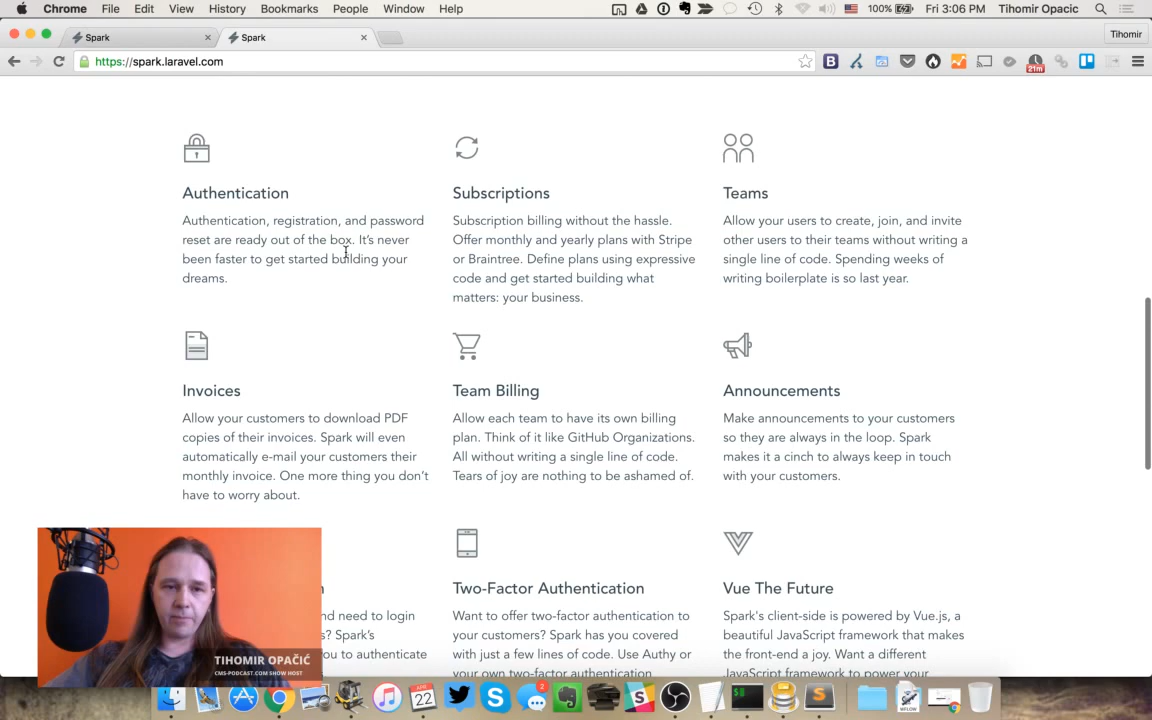 Chrome File Edit View History Bookmarks People Window Help 100% Fri 3:06 PM Tihomir Opacic
Spark
Spark
Tihomir
https://spark.laravel.com
21m
Authentication
Authentication, registration, and password
reset are ready out of the box. It's never
been faster to get started building your
dreams.
Subscriptions
Subscription billing without the hassle.
Offer monthly and yearly plans with Stripe
or Braintree. Define plans using expressive
code and get started building what
matters: your business.
Teams
Allow your users to create, join, and invite
other users to their teams without writing a
single line of code. Spending weeks of
writing boilerplate is so last year.
Invoices
Allow your customers to download PDF
copies of their invoices. Spark will even
automatically e-mail your customers their
monthly invoice. One more thing you don't
have to worry about.
Team Billing
Allow each team to have its own billing
plan. Think of it like GitHub Organizations.
All without writing a single line of code.
Tears of joy are nothing to be ashamed of.
Announcements
Make announcements to your customers
so they are always in the loop. Spark
makes it a cinch to always keep in touch
with your customers.
nd need to login
s? Spark's
ou to authenticate
Two-Factor Authentication
Want to offer two-factor authentication to
your customers? Spark has you covered
with just a few lines of code. Use Authy or
your own two-factor authentication
Vue The Future
Spark's client-side is powered by Vue.js, a
beautiful JavaScript framework that makes
the front-end a joy. Want a different
JavaScript framework? No problem
TIHOMIR OPAČIĆ
CMS-PODCAST.COM SHOW HOST
APR
22
2